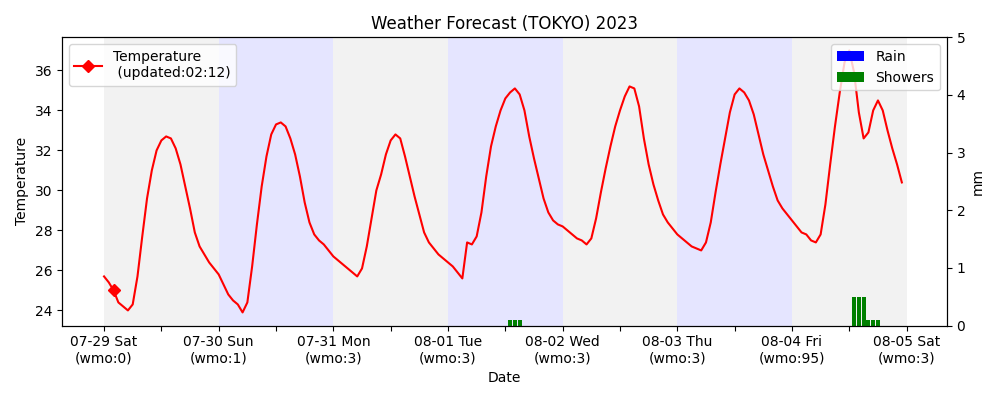 Weather Forecast (TOKYO) 2023
Temperature
(updated:02:12)
Rain
Showers
Temperature
36
34
32
30
28
26
24
5
4
3
2
1
0
mm
07-29 Sat 07-30 Sun 07-31 Mon 08-01 Tue 08-02 Wed 08-03 Thu 08-04 Fri 08-05 Sat
(wmo:0) (wmo:1) (wmo:3) (wmo:3) (wmo:3) (wmo:3) (wmo:95) (wmo:3)
Date